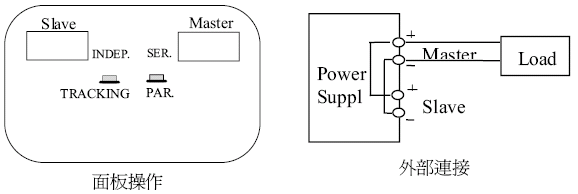 Slave
Master
INDEP. SER.
TRACKING PAR.
面板操作
+
Master
−
Power
Suppl
+
Slave
−
Load
外部連接